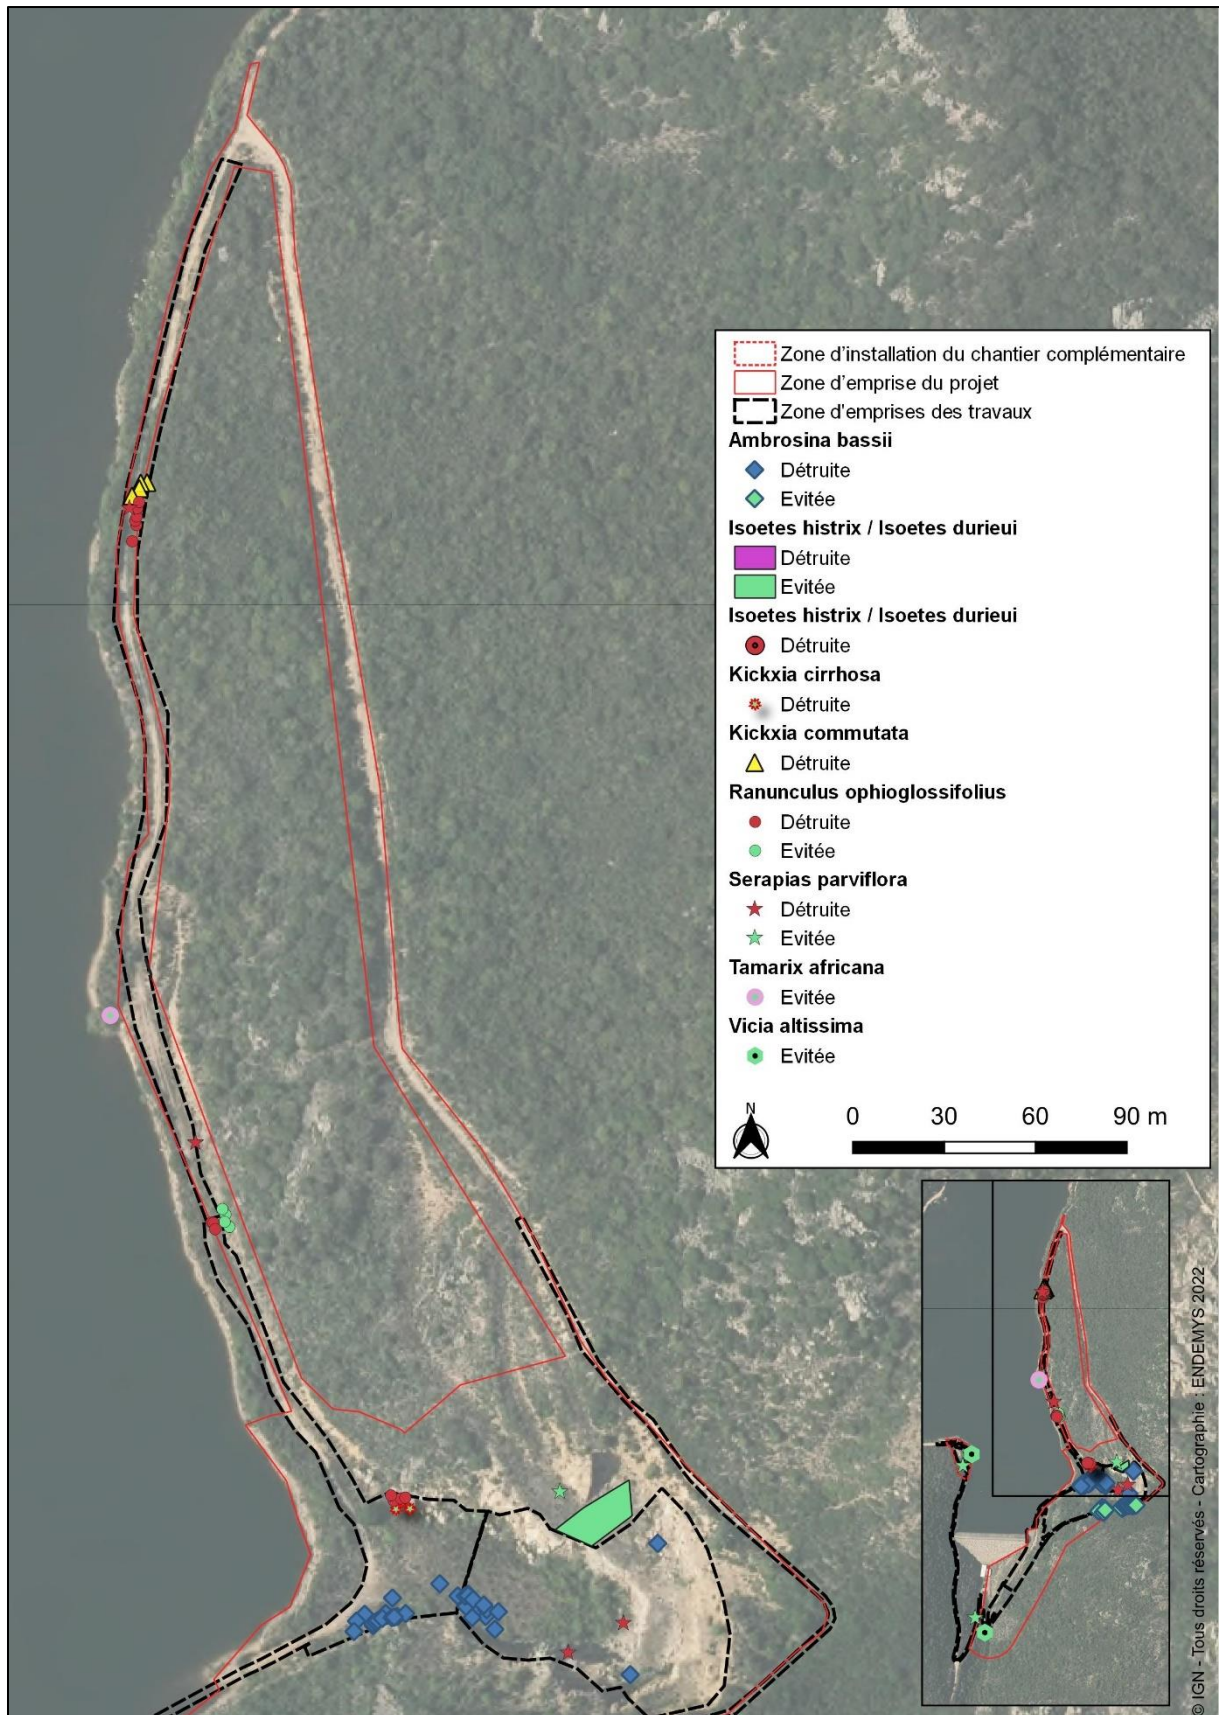 Zone d'installation du chantier complémentaire
Zone d'emprise du projet
Zone d'emprises des travaux
Ambrosina bassii
Détruite
Evitée
Isoetes histrix / Isoetes durieui
Détruite
Evitée
Isoetes histrix / Isoetes durieui
Détruite
Kickxia cirrhosa
Détruite
Kickxia commutata
Détruite
Ranunculus ophioglossifolius
Détruite
Evitée
Serapias parviflora
Détruite
Evitée
Tamarix africana
Evitée
Vicia altissima
Evitée
N
0 30 60 90 m
© IGN - Tous droits réservés - Cartographie : ENDEMYS 2022